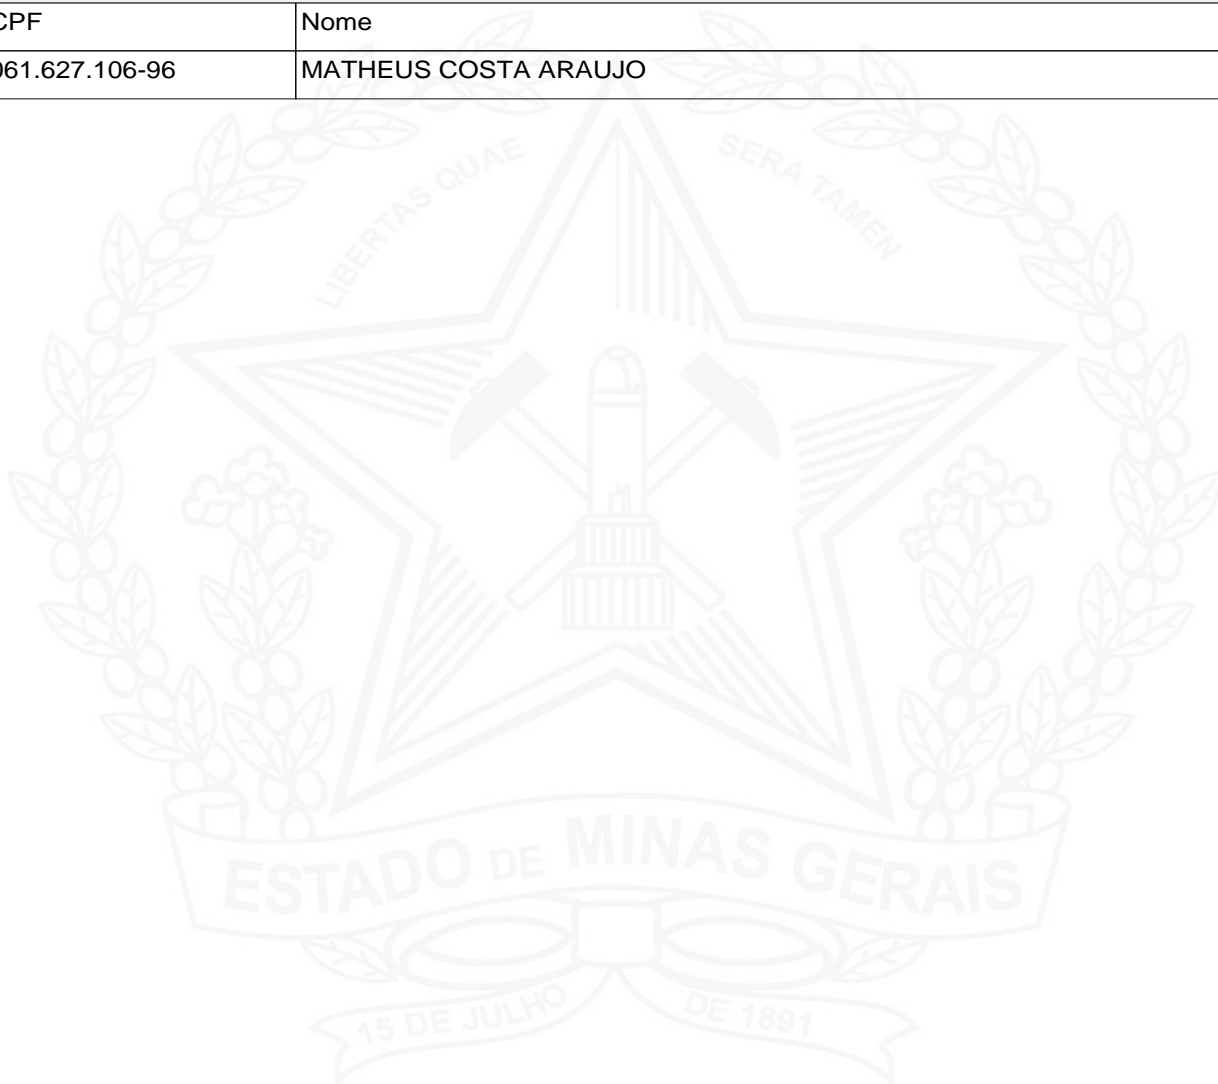 CPF Nome
061.627.106-96 MATHEUS COSTA ARAUJO
LIBERTAS QUAE SERA TAMEN
ESTADO DE MINAS GERAIS
15 DE JULHO DE 1891